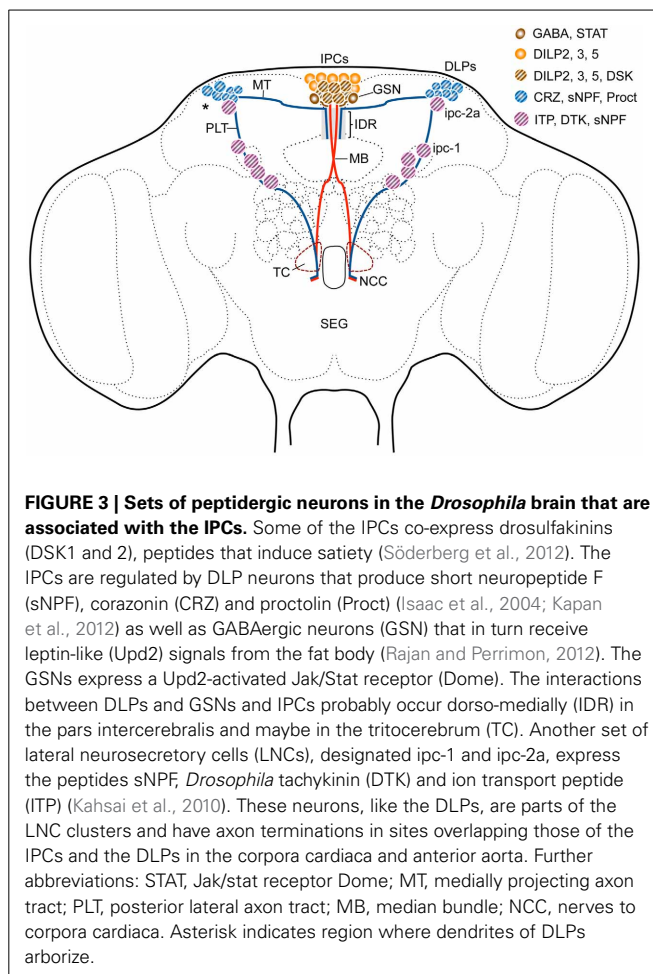 GABA, STAT
DILP2, 3, 5
DILP2, 3, 5, DSK
CRZ, sNPF, Proct
ITP, DTK, sNPF
IPCs
DLPs
MT
GSN
*
ipc-2a
PLT
IDR
ipc-1
MB
TC
NCC
SEG
FIGURE 3 | Sets of peptidergic neurons in the Drosophila brain that are
associated with the IPCs. Some of the IPCs co-express drosulfakinins
(DSK1 and 2), peptides that induce satiety (Söderberg et al., 2012). The
IPCs are regulated by DLP neurons that produce short neuropeptide F
(sNPF), corazonin (CRZ) and proctolin (Proct) (Isaac et al., 2004; Kapan
et al., 2012) as well as GABAergic neurons (GSN) that in turn receive
leptin-like (Upd2) signals from the fat body (Rajan and Perrimon, 2012). The
GSNs express a Upd2-activated Jak/Stat receptor (Dome). The interactions
between DLPs and GSNs and IPCs probably occur dorso-medially (IDR) in
the pars intercerebralis and maybe in the tritocerebrum (TC). Another set of
lateral neurosecretory cells (LNCs), designated ipc-1 and ipc-2a, express
the peptides sNPF, Drosophila tachykinin (DTK) and ion transport peptide
(ITP) (Kahsai et al., 2010). These neurons, like the DLPs, are parts of the
LNC clusters and have axon terminations in sites overlapping those of the
IPCs and the DLPs in the corpora cardiaca and anterior aorta. Further
abbreviations: STAT, Jak/stat receptor Dome; MT, medially projecting axon
tract; PLT, posterior lateral axon tract; MB, median bundle; NCC, nerves to
corpora cardiaca. Asterisk indicates region where dendrites of DLPs
arborize.